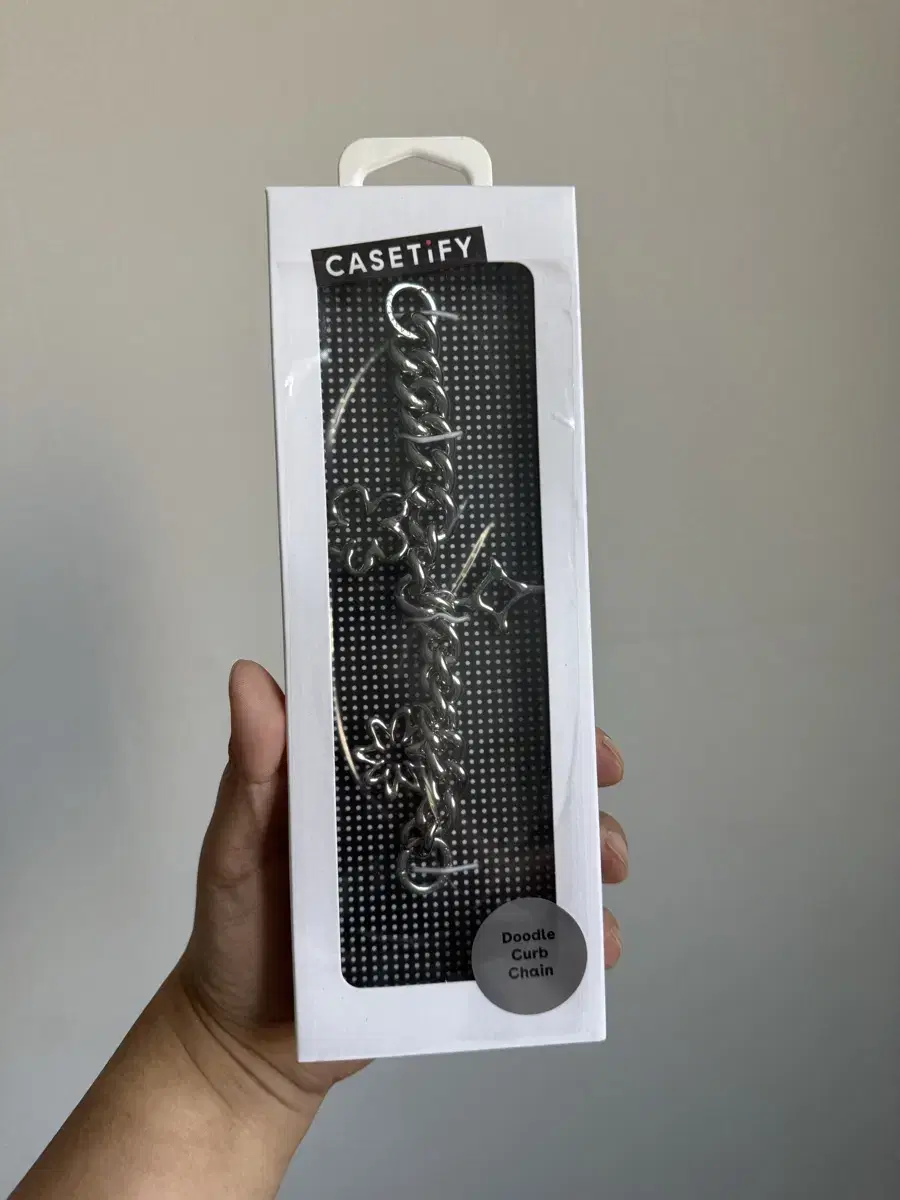 CASETiFY
Doodle
Curb
Chain